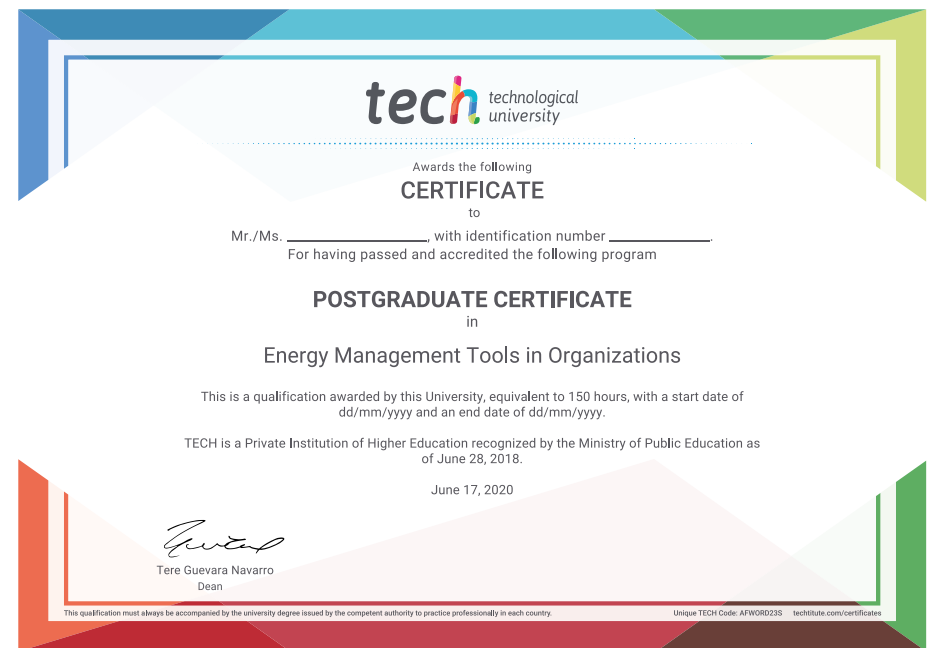 tech technological
university
Awards the following
CERTIFICATE
to
Mr./Ms. ____________________, with identification number ______________.
For having passed and accredited the following program
POSTGRADUATE CERTIFICATE
in
Energy Management Tools in Organizations
This is a qualification awarded by this University, equivalent to 150 hours, with a start date of
dd/mm/yyyy and an end date of dd/mm/yyyy.
TECH is a Private Institution of Higher Education recognized by the Ministry of Public Education as
of June 28, 2018.
June 17, 2020
Tere Guevara Navarro
Dean
This qualification must always be accompanied by the university degree issued by the competent authority to practice professionally in each country.
Unique TECH Code: AFWORD23S techtitute.com/certificates